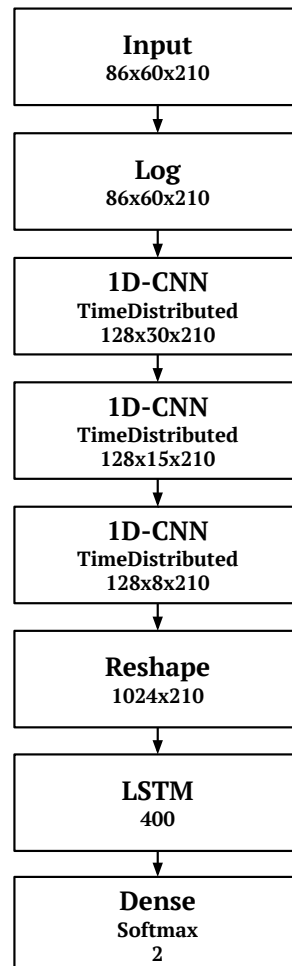 Input
86x60x210
Log
86x60x210
1D-CNN
TimeDistributed
128x30x210
1D-CNN
TimeDistributed
128x15x210
1D-CNN
TimeDistributed
128x8x210
Reshape
1024x210
LSTM
400
Dense
Softmax
2